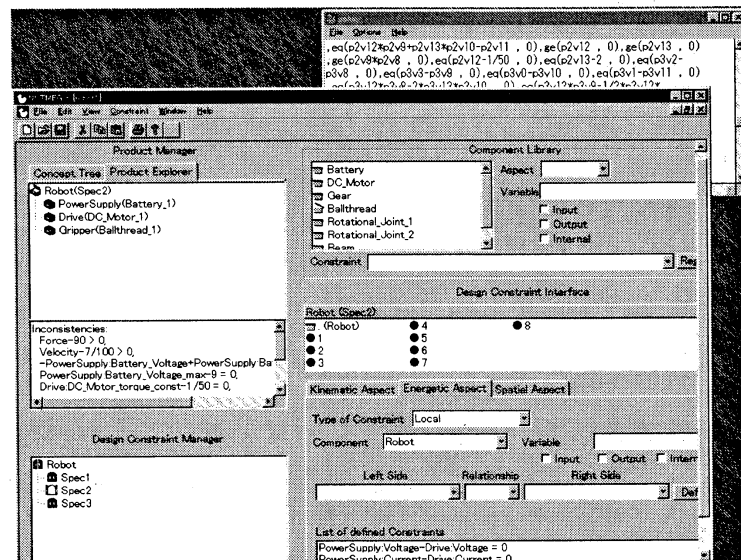 File Options Help
,eq(p2v12*p2v9+p2v13*p2v10-p2v11 , 0),ge(p2v12 , 0),ge(p2v13 , 0)
,ge(p2v9*p2v8 , 0),eq(p2v12-1/50 , 0),eq(p2v13-2 , 0),eq(p3v2-
p3v8 , 0),eq(p3v3-p3v9 , 0),eq(p3v0-p3v10 , 0),eq(p3v1-p3v11 , 0)
File Edit View Constraint Window Help
Product Manager
Concept Tree Product Explorer
Robot(Spec2)
PowerSupply(Battery_1)
Drive(DC_Motor_1)
Gripper(Ballthread_1)
Inconsistencies:
Force-90 > 0,
Velocity-7/100 > 0,
-PowerSupply:Battery_Voltage+PowerSupply:Ba
PowerSupply:Battery_Voltage_max-9 = 0,
Drive:DC_Motor_torque_const-1/50 = 0,
Design Constraint Manager
Robot
Spec1
Spec2
Spec3
Component Library
Battery
DC_Motor
Gear
Ballthread
Rotational_Joint_1
Rotational_Joint_2
Beam
Aspect
Variable
Input
Output
Internal
Constraint
Design Constraint Interface
Robot (Spec2)
. (Robot) 4 8
1 5
2 6
3 7
Kinematic Aspect Energetic Aspect Spatial Aspect
Type of Constraint Local
Component Robot Variable
Input Output Intern
Left Side Relationship Right Side
Def
List of defined Constraints
PowerSupply:Voltage-Drive:Voltage = 0
PowerSupply:Current-Drive:Current = 0